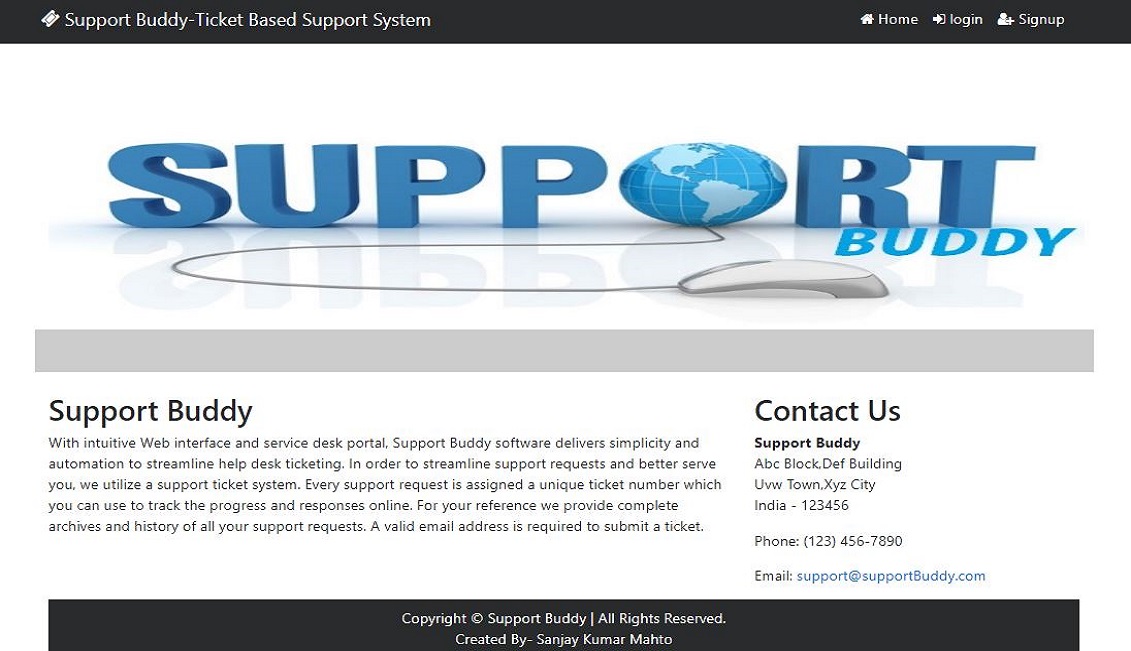 Support Buddy-Ticket Based Support System
Home login Signup
SUPPORT
BUDDY
Support Buddy
With intuitive Web interface and service desk portal, Support Buddy software delivers simplicity and
automation to streamline help desk ticketing. In order to streamline support requests and better serve
you, we utilize a support ticket system. Every support request is assigned a unique ticket number which
you can use to track the progress and responses online. For your reference we provide complete
archives and history of all your support requests. A valid email address is required to submit a ticket.
Contact Us
Support Buddy
Abc Block,Def Building
Uvw Town,Xyz City
India - 123456
Phone: (123) 456-7890
Email: support@supportBuddy.com
Copyright © Support Buddy | All Rights Reserved.
Created By- Sanjay Kumar Mahto